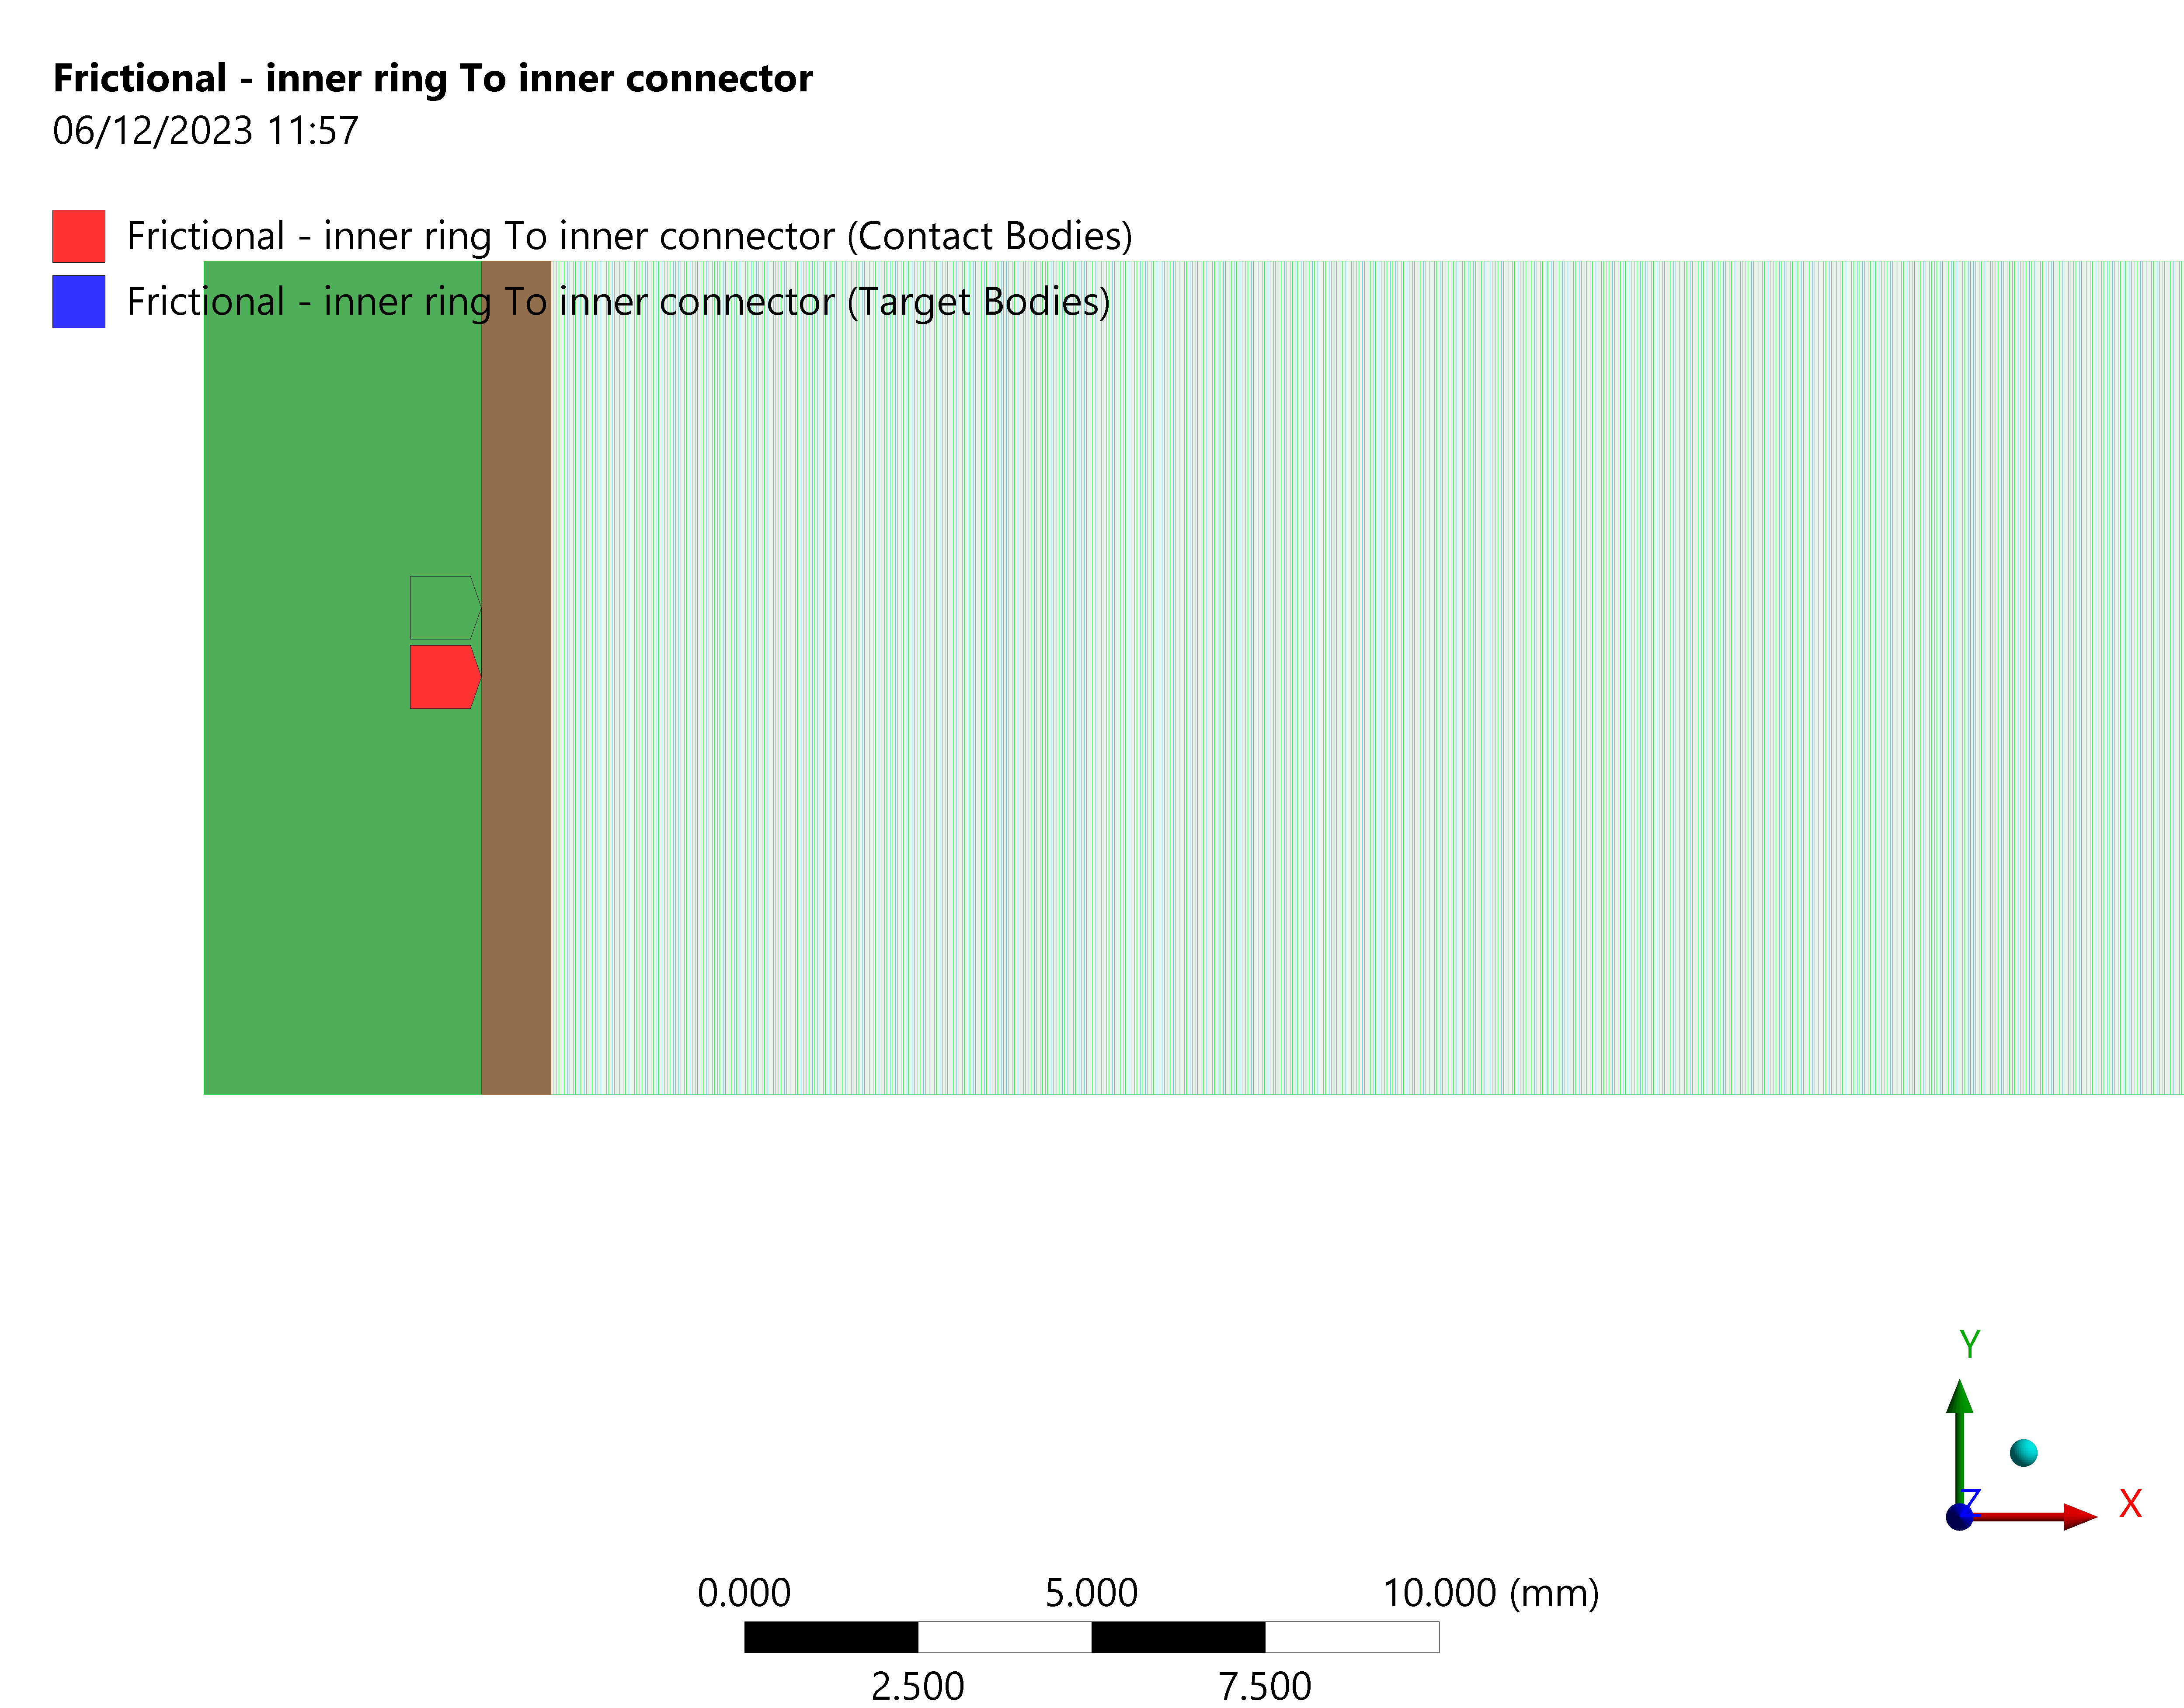 Frictional - inner ring To inner connector
06/12/2023 11:57
Frictional - inner ring To inner connector (Contact Bodies)
Frictional - inner ring To inner connector (Target Bodies)
Y
Z
X
0.000 5.000 10.000 (mm)
2.500 7.500